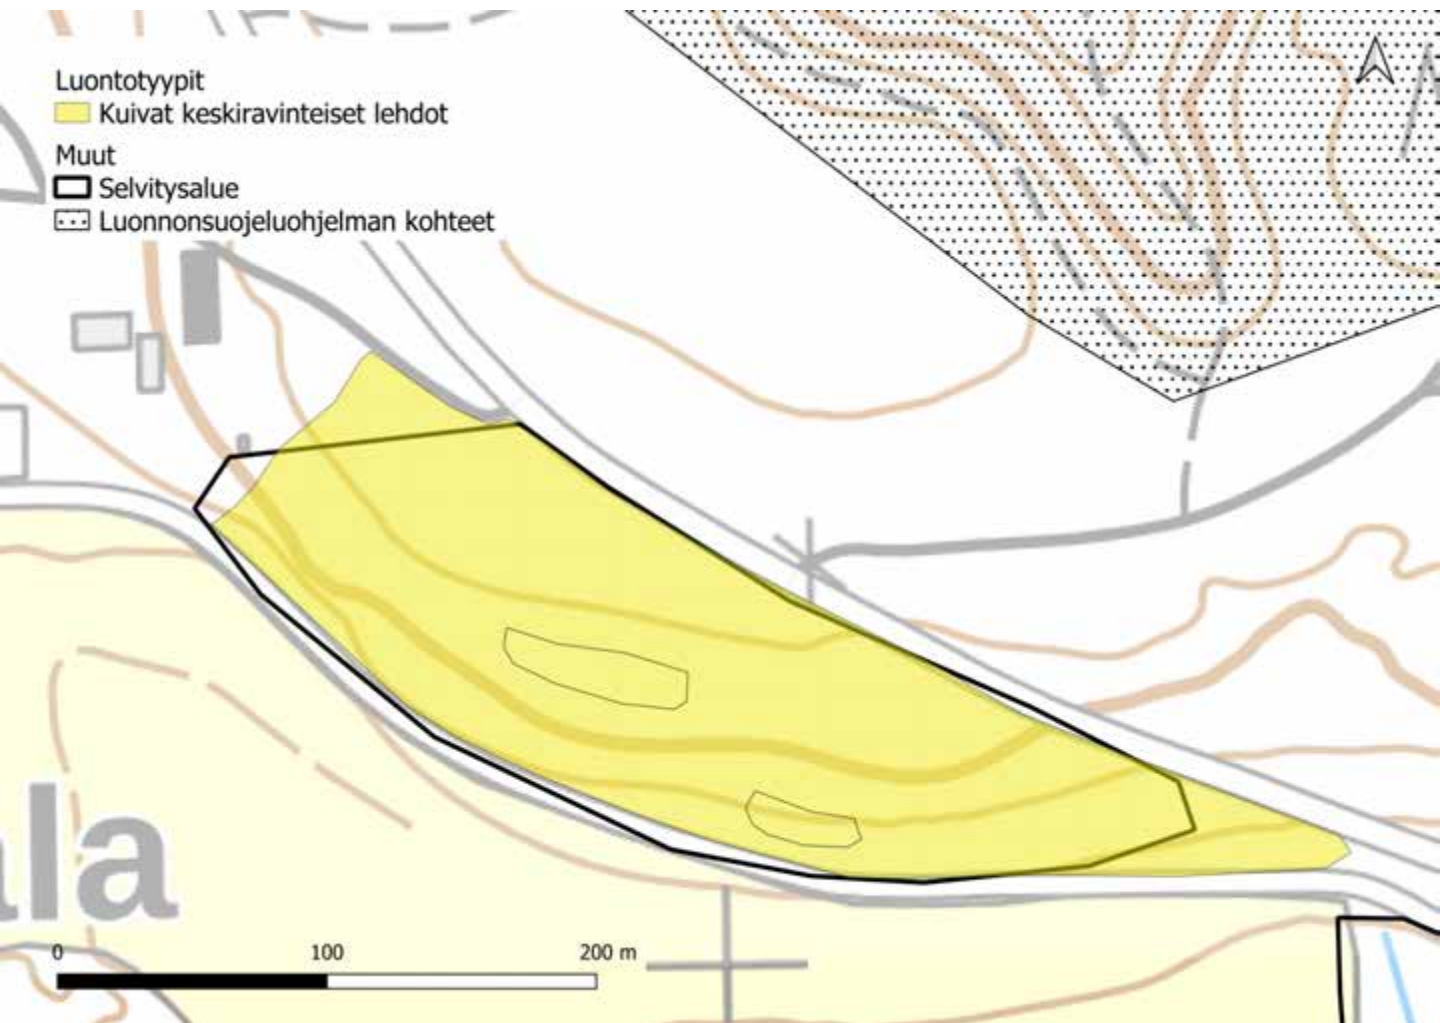 Luontotyypit
Kuivat keskiravinteiset lehdot
Muut
Selvitysalue
Luonnonsuojeluohjelman kohteet
ala
0 100 200 m